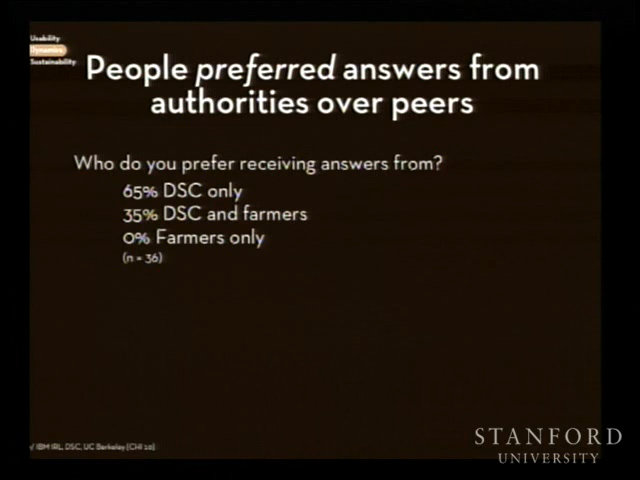 Usability
Dynamics
Sustainability
People preferred answers from
authorities over peers
Who do you prefer receiving answers from?
65% DSC only
35% DSC and farmers
0% Farmers only
(n = 36)
/ IBM IRL, DSC, UC Berkeley [CHI 10]
STANFORD
UNIVERSITY